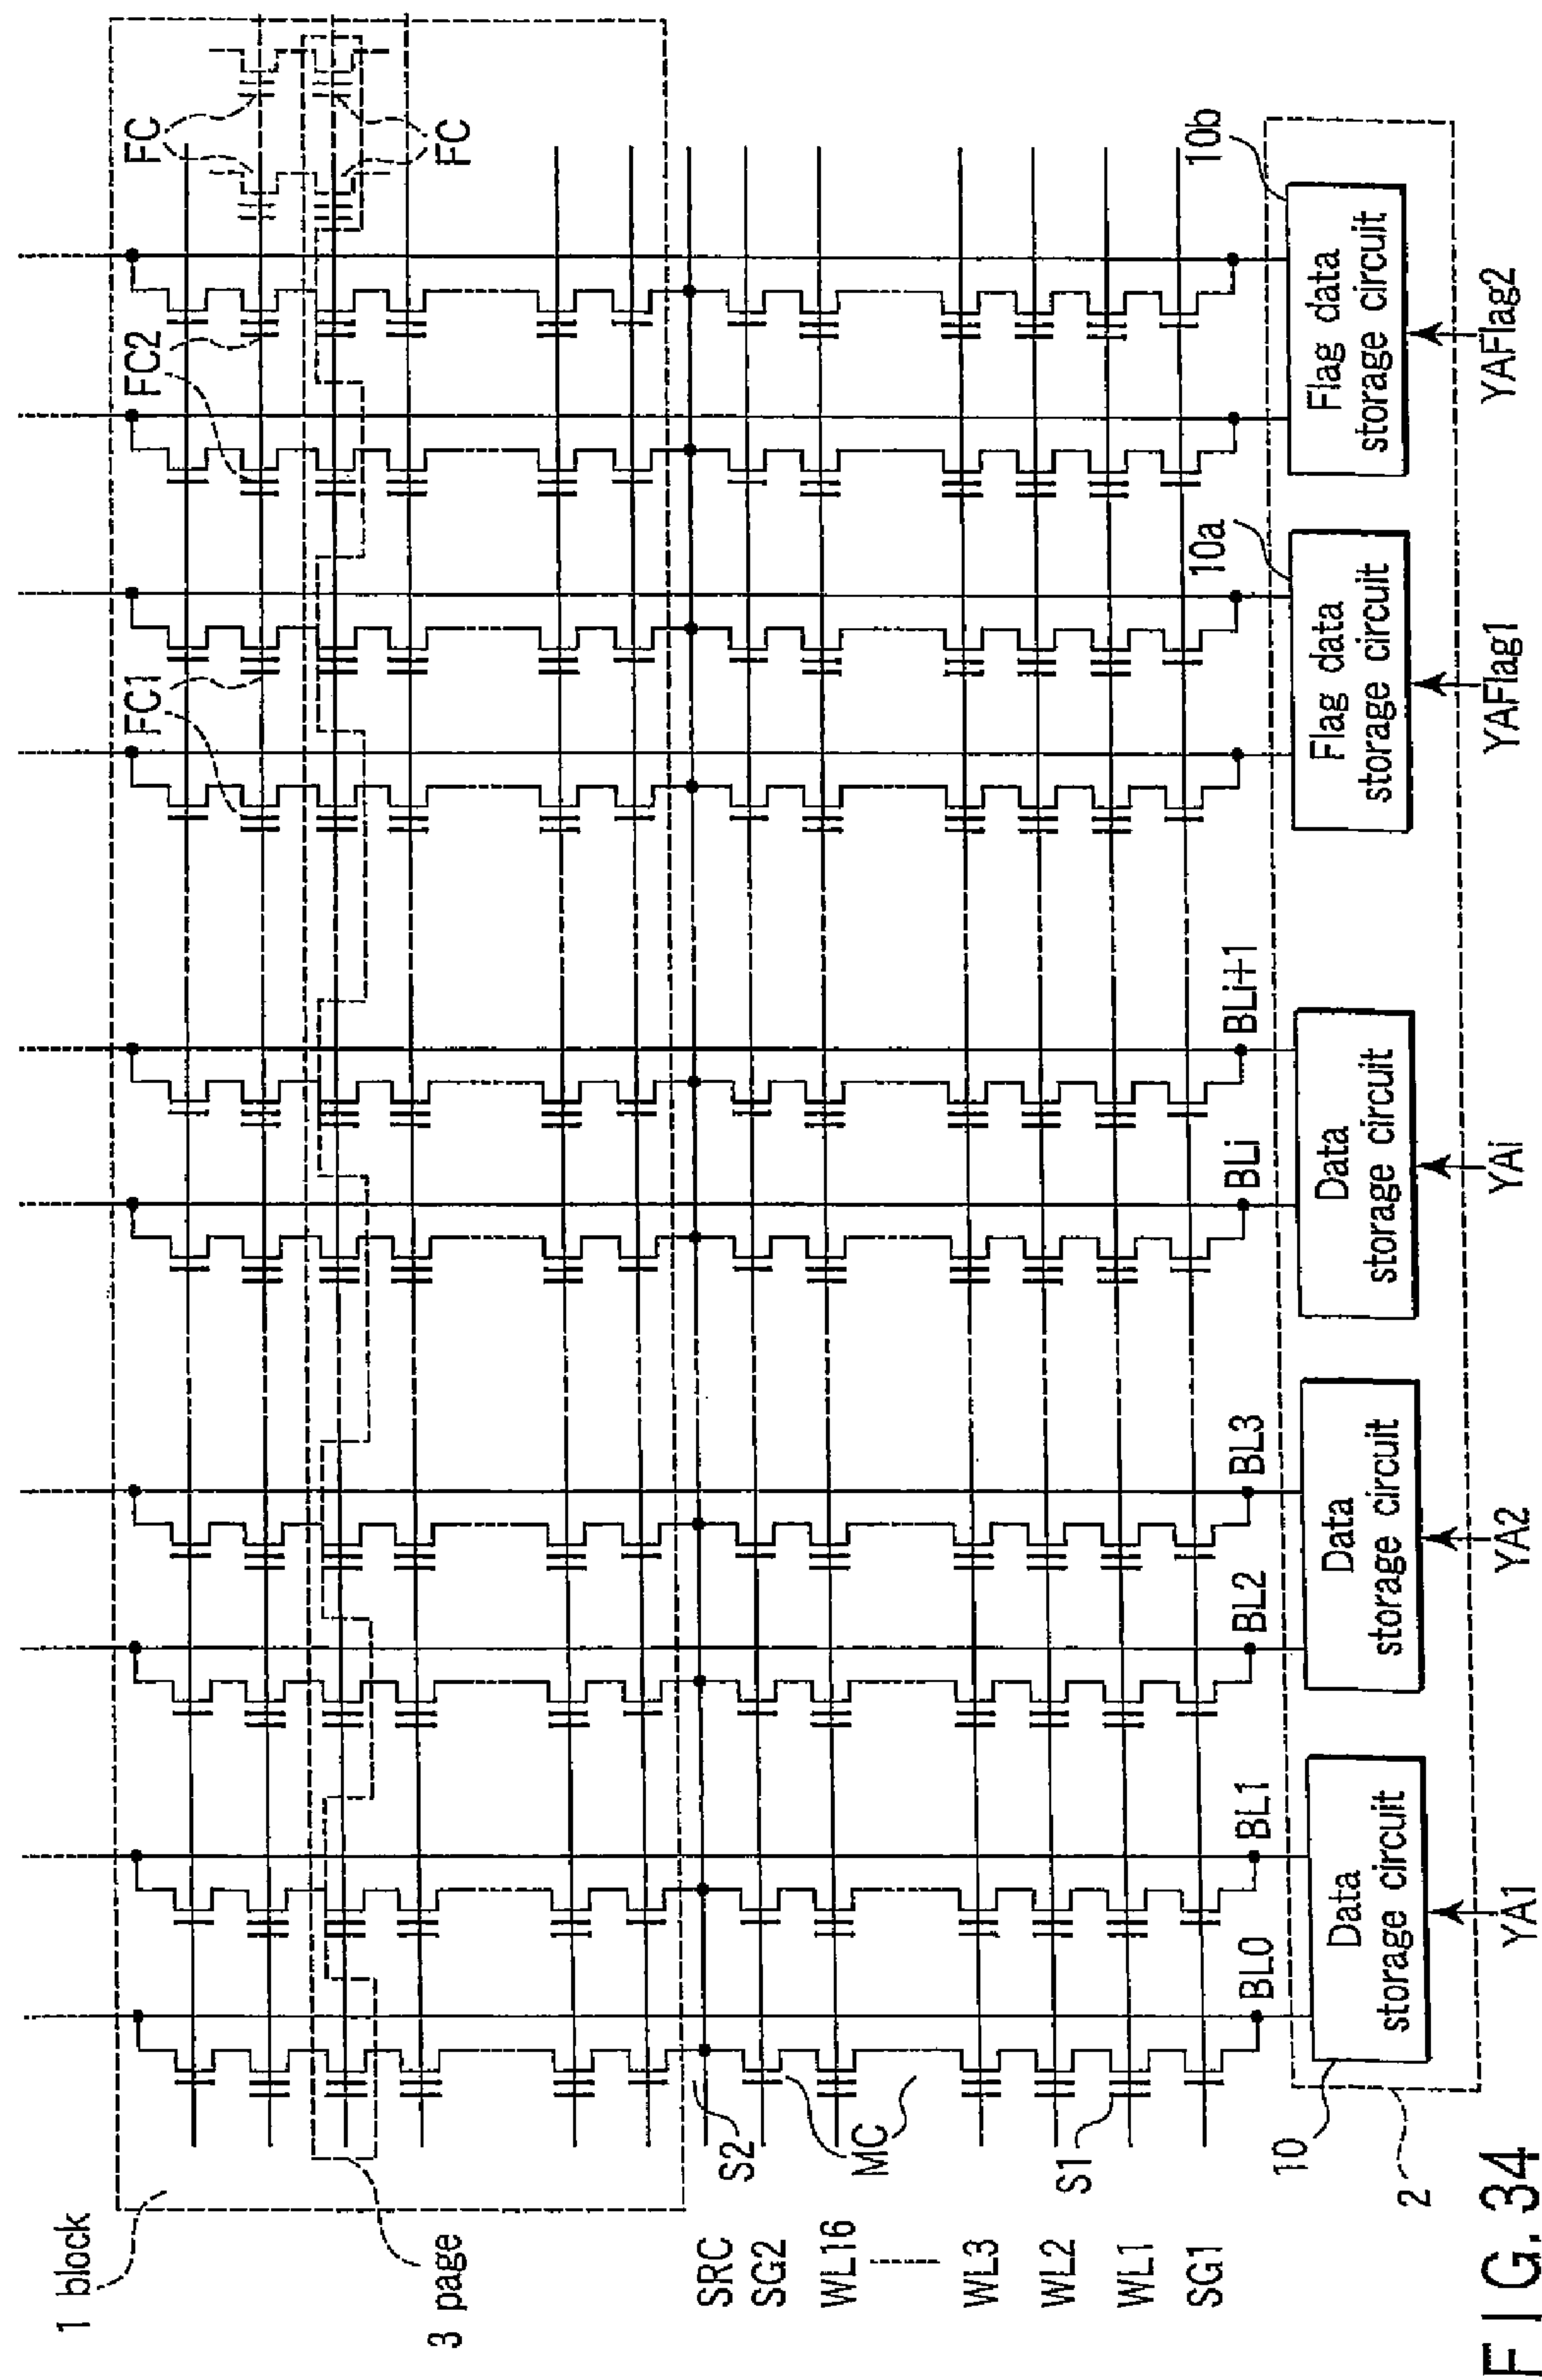 1 block
3 page
FC1
FC2
FC
FC
SRC
SG2
WL16
WL3
WL2
WL1
SG1
S2
MC
S1
BL0
BL1
BL2
BL3
BLi
BLi+1
10
2
10a
10b
Data
storage circuit
Data
storage circuit
Data
storage circuit
Flag data
storage circuit
Flag data
storage circuit
YA1
YA2
YAi
YAFlag1
YAFlag2
FIG. 34